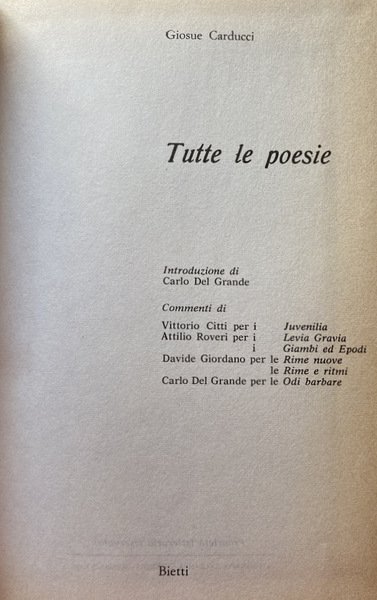 Giosue Carducci
Tutte le poesie
Introduzione di
Carlo Del Grande
Commenti di
Vittorio Citti per i Juvenilia
Attilio Roveri per i Levia Gravia
i Giambi ed Epodi
Davide Giordano per le Rime nuove
le Rime e ritmi
Carlo Del Grande per le Odi barbare
Bietti